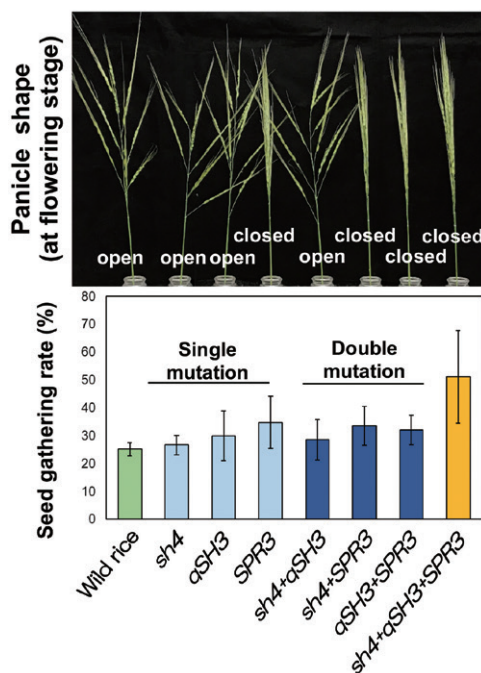 Panicle shape
(at flowering stage)
open
open
open
closed
open
closed
closed
closed
Seed gathering rate (%)
80
70
60
50
40
30
20
10
0
Single
mutation
Double
mutation
Wild rice
sh4
qSH3
SPR3
sh4+qSH3
sh4+SPR3
qSH3+SPR3
sh4+qSH3+SPR3